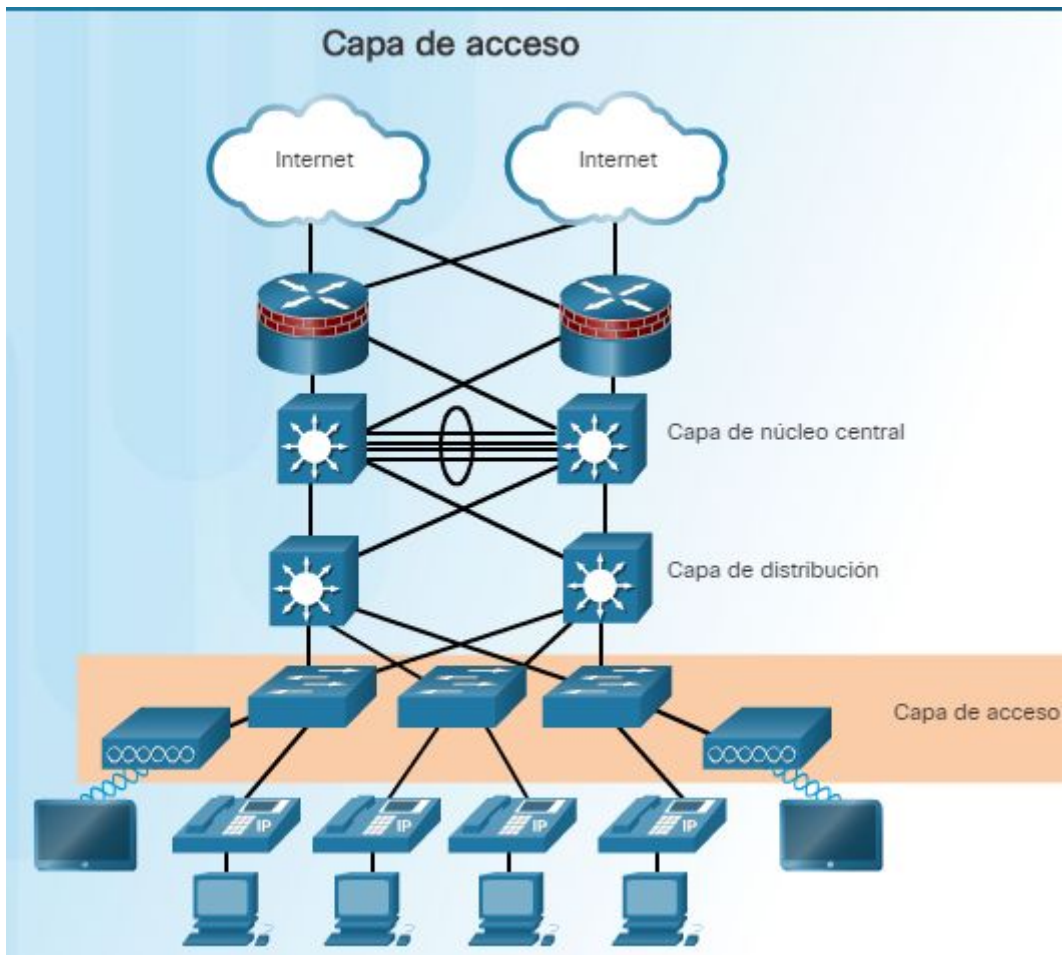 Capa de acceso
Internet
Internet
Capa de núcleo central
Capa de distribución
Capa de acceso
IP
IP
IP
IP